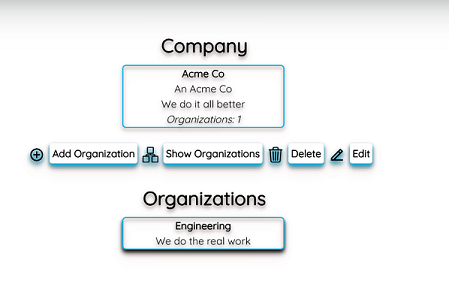 Company
Acme Co
An Acme Co
We do it all better
Organizations: 1
Add Organization Show Organizations Delete Edit
Organizations
Engineering
We do the real work